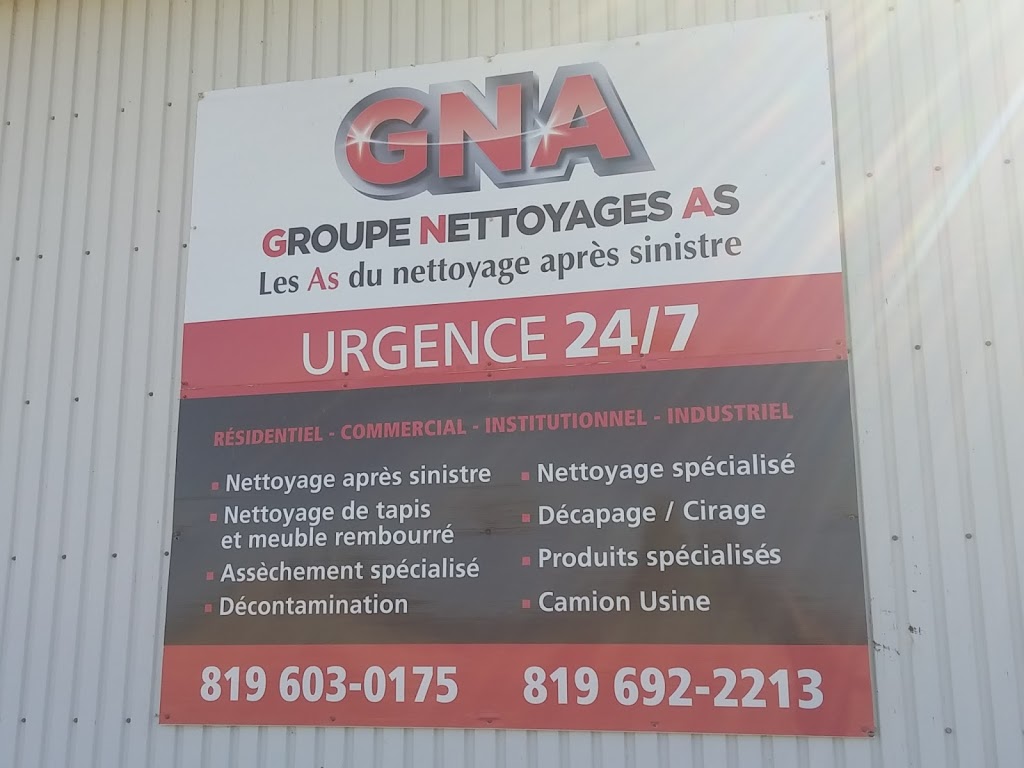 GNA
GROUPE NETTOYAGES AS
Les As du nettoyage après sinistre
URGENCE 24/7
RÉSIDENTIEL - COMMERCIAL - INSTITUTIONNEL - INDUSTRIEL
▪ Nettoyage après sinistre
▪ Nettoyage de tapis
et meuble rembourré
▪ Assèchement spécialisé
▪ Décontamination
▪ Nettoyage spécialisé
▪ Décapage / Cirage
▪ Produits spécialisés
▪ Camion Usine
819 603-0175
819 692-2213